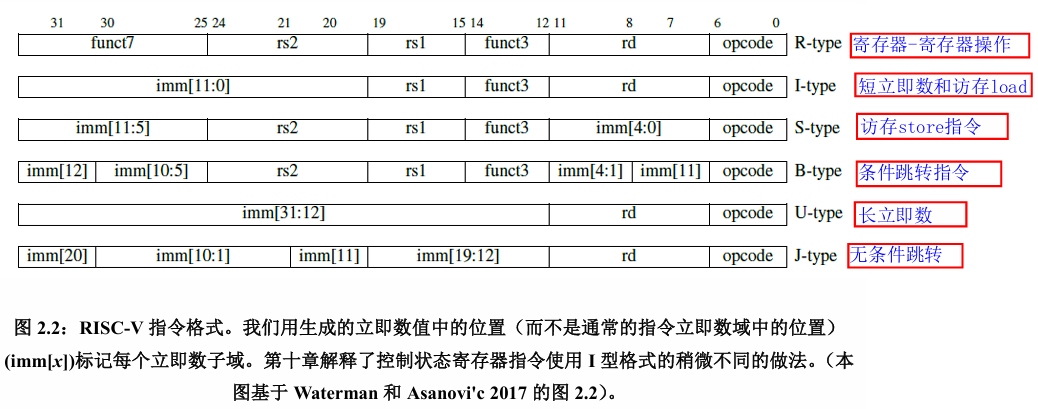 31 30 25 24 21 20 19 15 14 12 11 8 7 6 0
funct7 rs2 rs1 funct3 rd opcode R-type 寄存器-寄存器操作
imm[11:0] rs1 funct3 rd opcode I-type 短立即数和访存load
imm[11:5] rs2 rs1 funct3 imm[4:0] opcode S-type 访存store指令
imm[12] imm[10:5] rs2 rs1 funct3 imm[4:1] imm[11] opcode B-type 条件跳转指令
imm[31:12] rd opcode U-type 长立即数
imm[20] imm[10:1] imm[11] imm[19:12] rd opcode J-type 无条件跳转
图 2.2：RISC-V 指令格式。我们用生成的立即数值中的位置（而不是通常的指令立即数域中的位置）
(imm[x])标记每个立即数子域。第十章解释了控制状态寄存器指令使用 I 型格式的稍微不同的做法。（本
图基于 Waterman 和 Asanovi'c 2017 的图 2.2）。